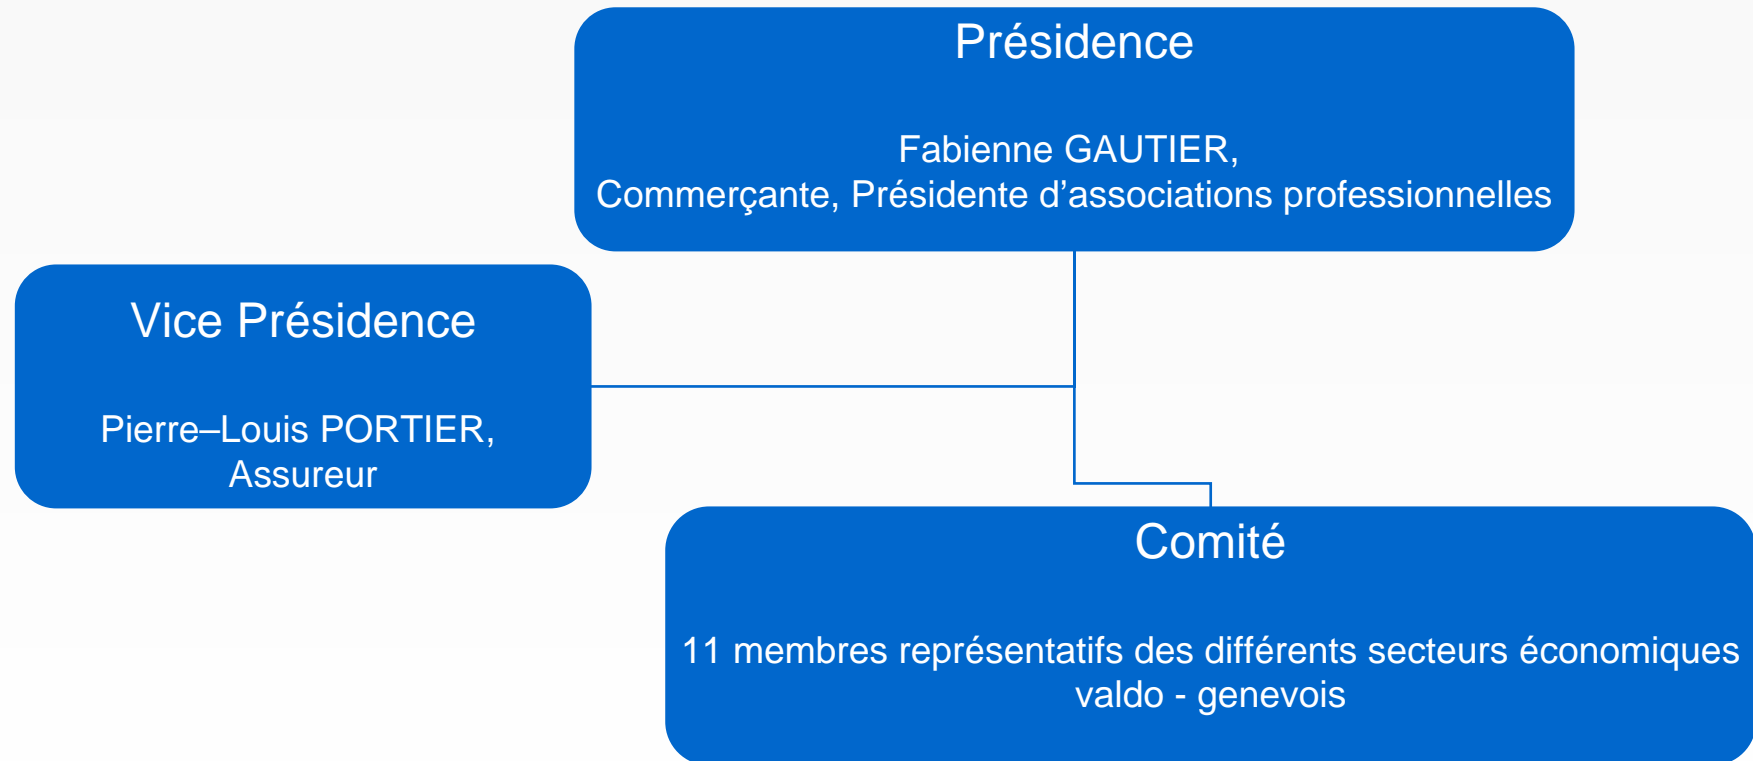 Présidence
Fabienne GAUTIER,
Commerçante, Présidente d’associations professionnelles
Vice Présidence
Pierre–Louis PORTIER,
Assureur
Comité
11 membres représentatifs des différents secteurs économiques
valdo - genevois